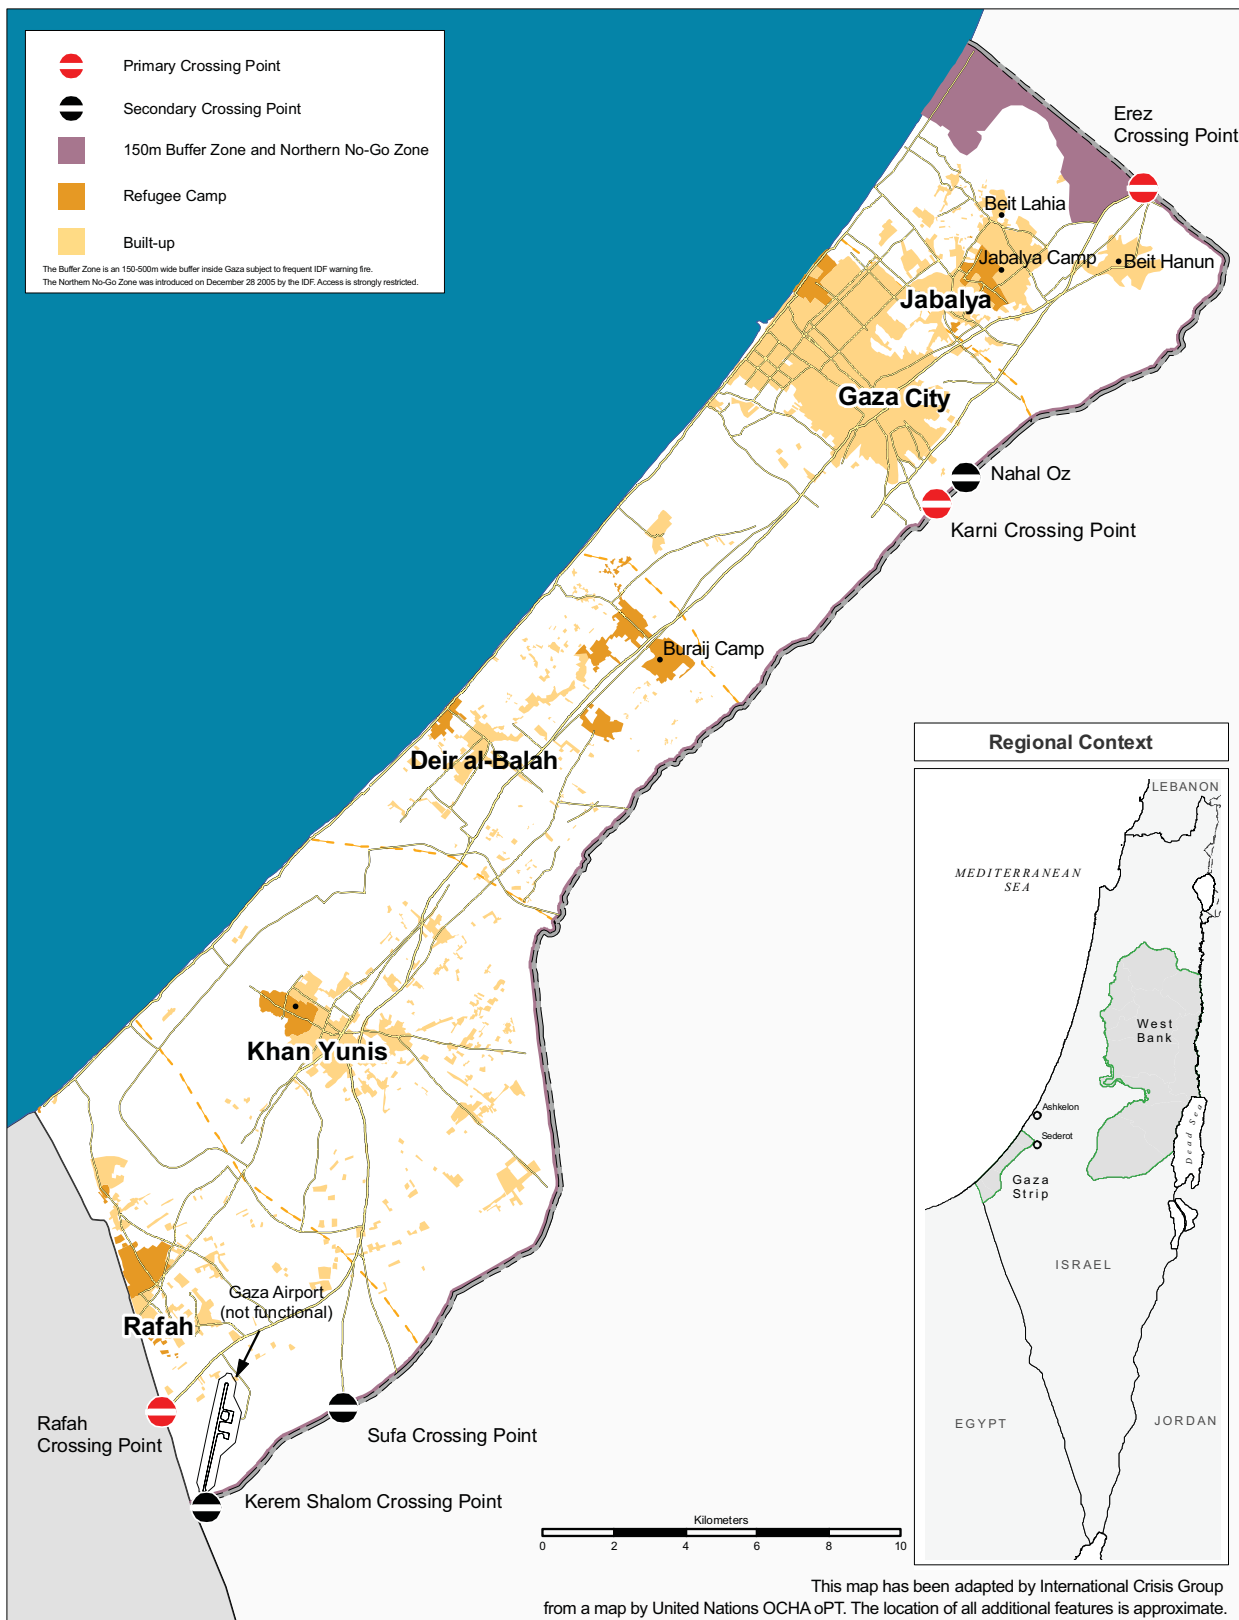 Primary Crossing Point
Secondary Crossing Point
150m Buffer Zone and Northern No-Go Zone
Refugee Camp
Built-up
The Buffer Zone is an 150-500m wide buffer inside Gaza subject to frequent IDF warning fire.
The Northern No-Go Zone was introduced on December 28 2005 by the IDF. Access is strongly restricted.
Erez
Crossing Point
Beit Lahia
Jabalya Camp
Beit Hanun
Jabalya
Gaza City
Nahal Oz
Karni Crossing Point
Buraij Camp
Deir al-Balah
Khan Yunis
Gaza Airport
(not functional)
Rafah
Rafah
Crossing Point
Sufa Crossing Point
Kerem Shalom Crossing Point
Regional Context
LEBANON
MEDITERRANEAN
SEA
West
Bank
Ashkelon
Sederot
Dead Sea
Gaza
Strip
ISRAEL
EGYPT
JORDAN
Kilometers
0 2 4 6 8 10
This map has been adapted by International Crisis Group
from a map by United Nations OCHA oPT. The location of all additional features is approximate.